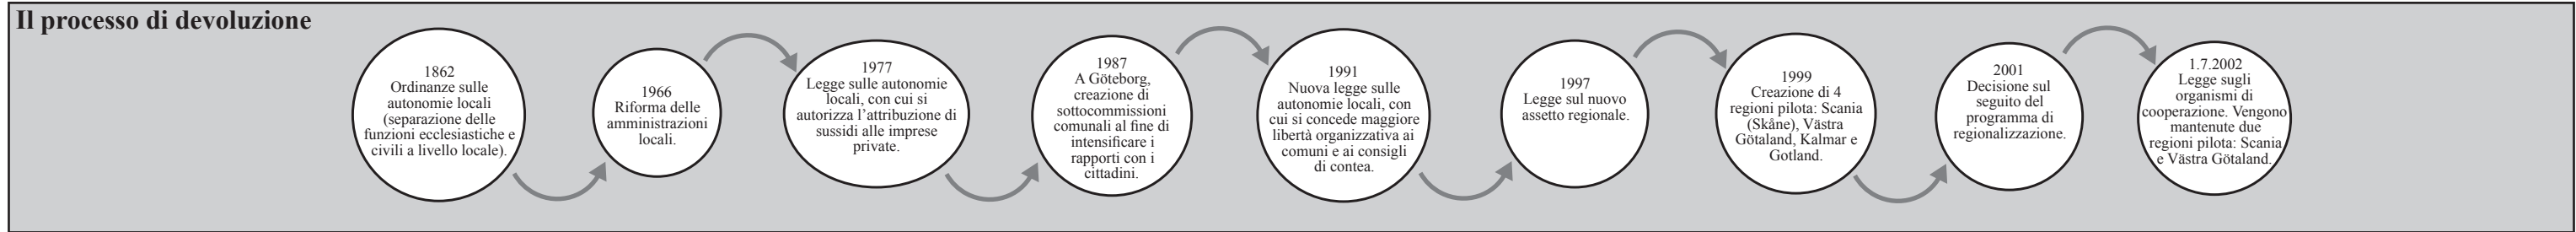 Il processo di devoluzione
1862
Ordinanze sulle
autonomie locali
(separazione delle
funzioni ecclesiastiche e
civili a livello locale).
1966
Riforma delle
amministrazioni
locali.
1977
Legge sulle autonomie
locali, con cui si
autorizza l'attribuzione di
sussidi alle imprese
private.
1987
A Göteborg,
creazione di
sottocommissioni
comunali al fine di
intensificare i
rapporti con i
cittadini.
1991
Nuova legge sulle
autonomie locali, con
cui si concede maggiore
libertà organizzativa ai
comuni e ai consigli
di contea.
1997
Legge sul nuovo
assetto regionale.
1999
Creazione di 4
regioni pilota: Scania
(Skåne), Västra
Götaland, Kalmar e
Gotland.
2001
Decisione sul
seguito del
programma di
regionalizzazione.
1.7.2002
Legge sugli
organismi di
cooperazione. Vengono
mantenute due
regioni pilota: Scania
e Västra Götaland.